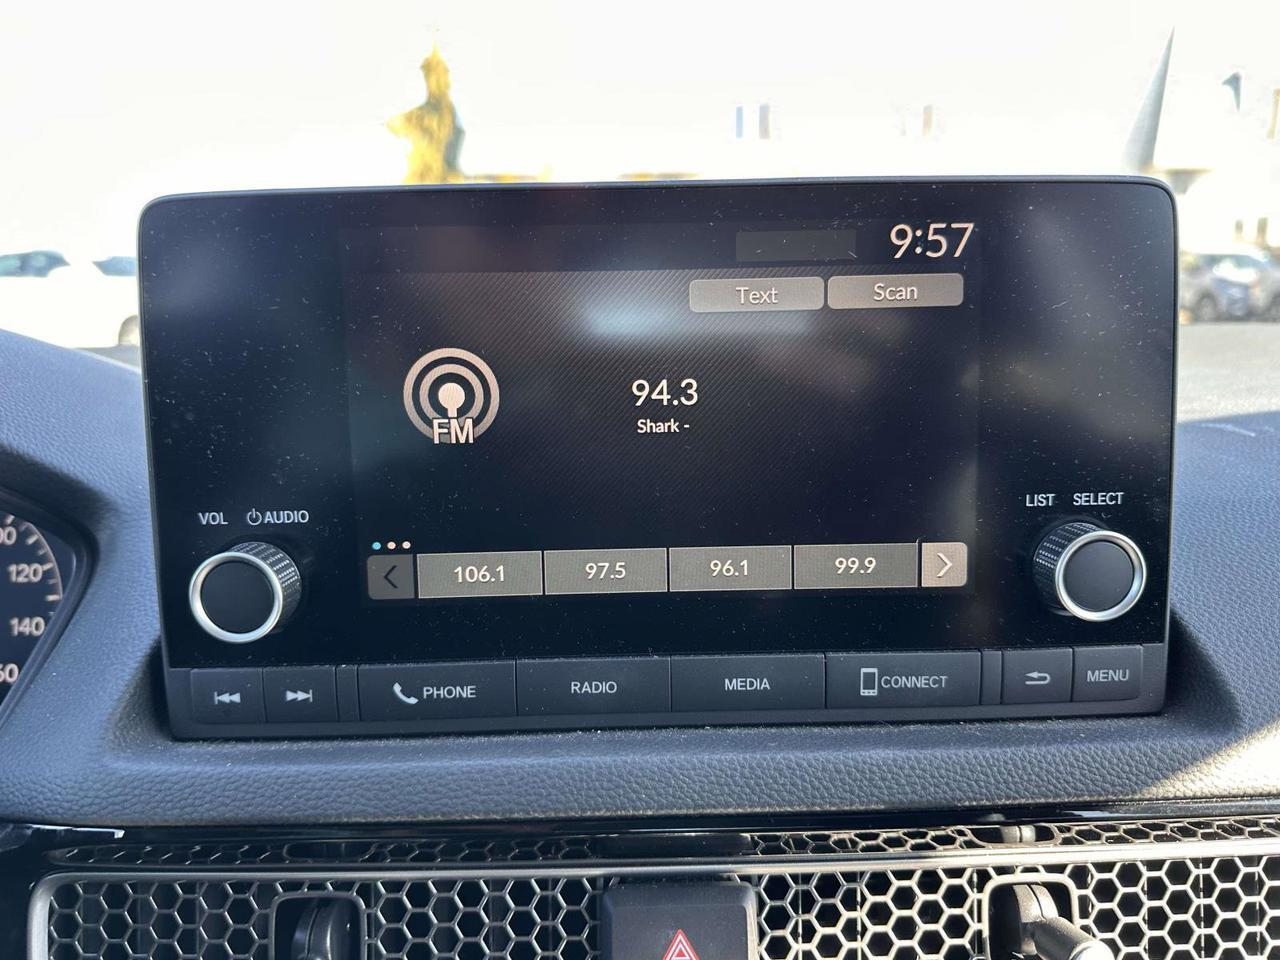 9:57
Text Scan
FM
94.3
Shark -
VOL AUDIO
LIST SELECT
106.1 97.5 96.1 99.9
120
140
PHONE RADIO MEDIA CONNECT MENU